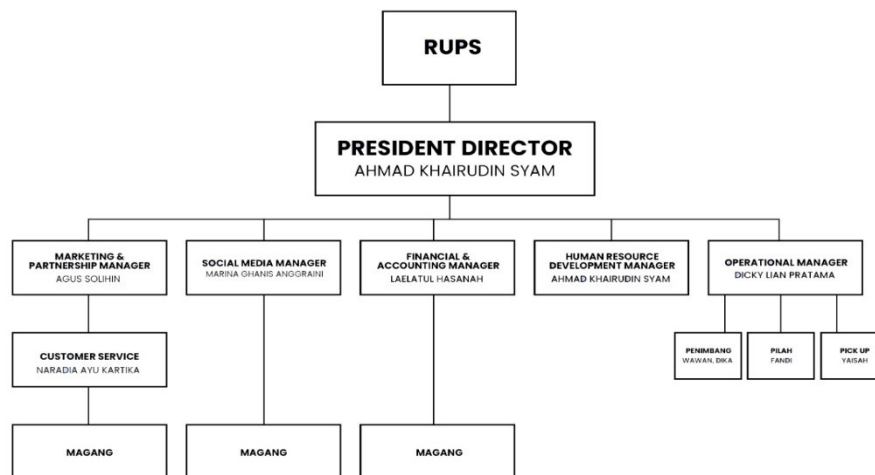 RUPS
PRESIDENT DIRECTOR
AHMAD KHAIRUDIN SYAM
MARKETING &
PARTNERSHIP MANAGER
AGUS SOLIHIN
SOCIAL MEDIA MANAGER
MARINA GHANIS ANGGRAINI
FINANCIAL &
ACCOUNTING MANAGER
LAELATUL HASANAH
HUMAN RESOURCE
DEVELOPMENT MANAGER
AHMAD KHAIRUDIN SYAM
OPERATIONAL MANAGER
DICKY LIAN PRATAMA
CUSTOMER SERVICE
NARADIA AYU KARTIKA
PENIMBANG
WAWAN, DIKA
PILAH
FANDI
PICK UP
YAISAH
MAGANG
MAGANG
MAGANG